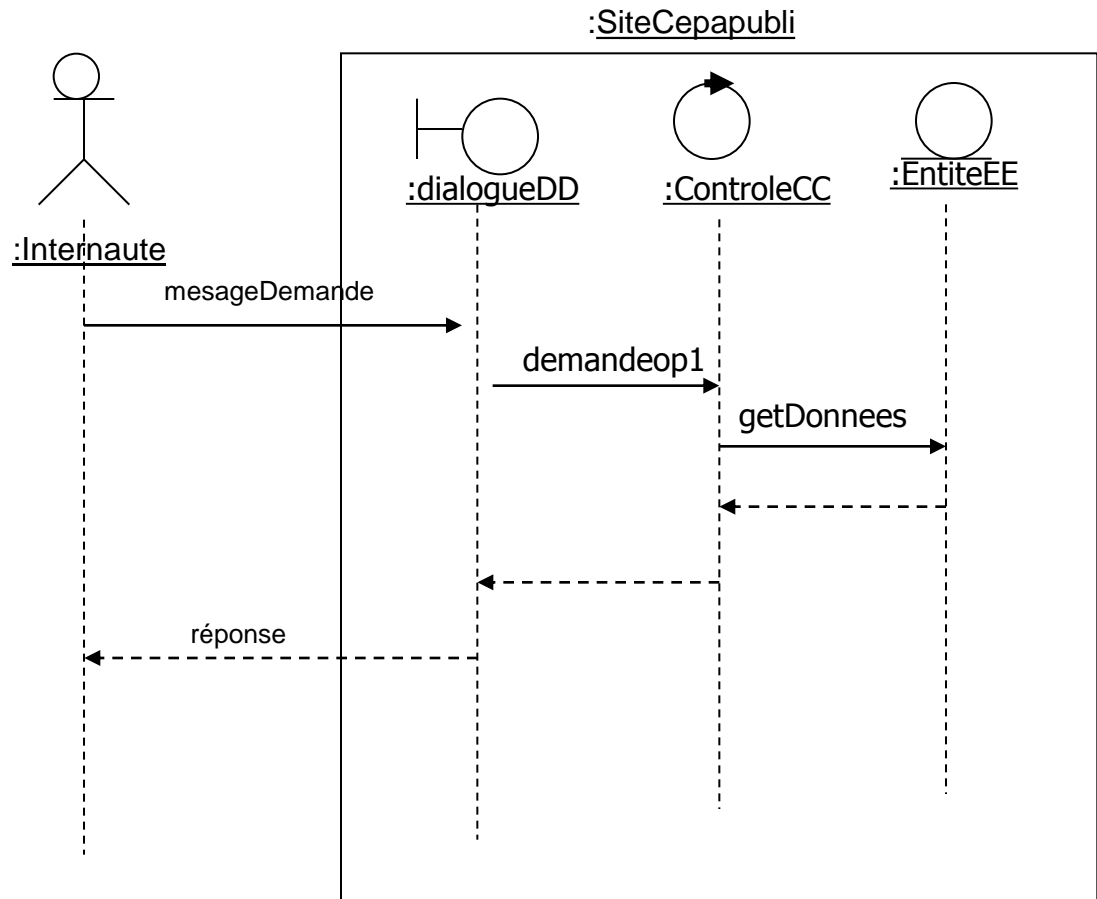 :SiteCepapubli
:dialogueDD
:ControleCC
:EntiteEE
:Internaute
mesageDemande
demandeop1
getDonnees
réponse